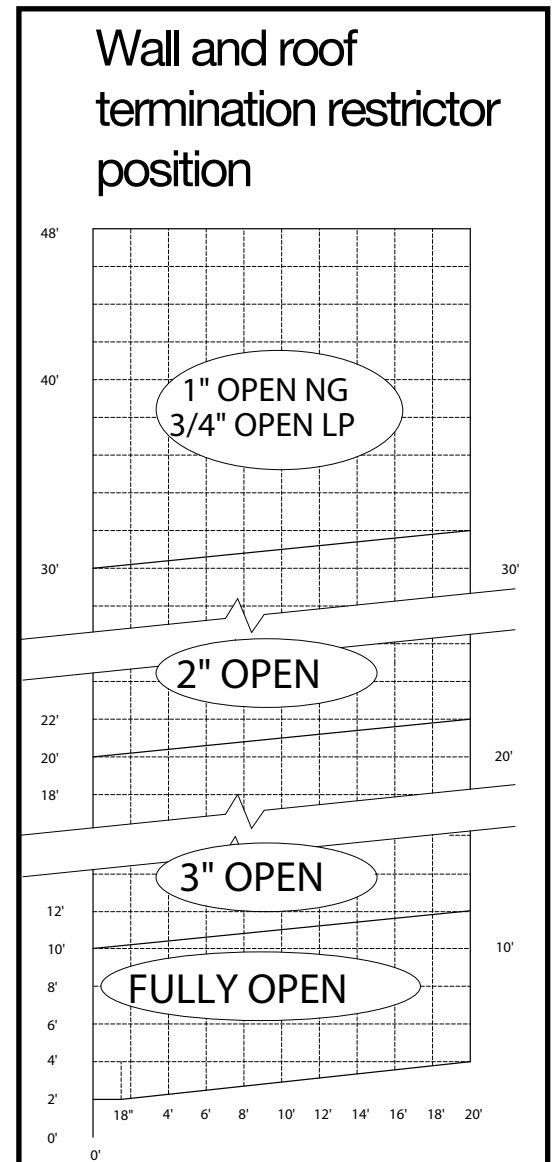 Wall and roof
termination restrictor
position
48'
40'
1" OPEN NG
3/4" OPEN LP
30'
30'
2" OPEN
22'
20'
20'
18'
3" OPEN
12'
10'
10'
8'
FULLY OPEN
6'
4'
2'
18" 4' 6' 8' 10' 12' 14' 16' 18' 20'
0'
0'